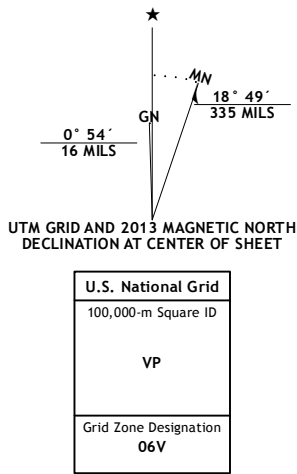 MN
GN
18° 49´
335 MILS
0° 54´
16 MILS
UTM GRID AND 2013 MAGNETIC NORTH
DECLINATION AT CENTER OF SHEET
U.S. National Grid
100,000-m Square ID
VP
Grid Zone Designation
06V